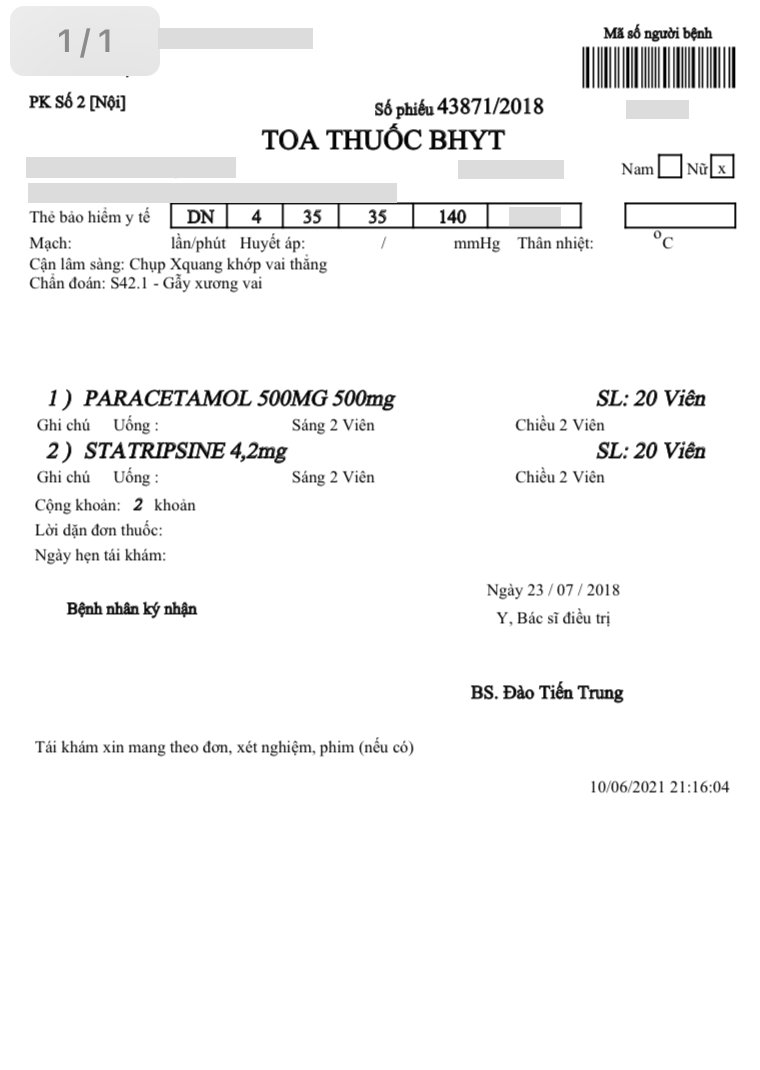 1/1
Mã số người bệnh
PK Số 2 [Nội]
Số phiếu 43871/2018
TOA THUỐC BHYT
Nam Nữ x
Thẻ bảo hiểm y tế DN 4 35 35 140
Mạch: lần/phút Huyết áp: / mmHg Thân nhiệt: °C
Cận lâm sàng: Chụp Xquang khớp vai thẳng
Chẩn đoán: S42.1 - Gẫy xương vai
1 ) PARACETAMOL 500MG 500mg SL: 20 Viên
Ghi chú Uống : Sáng 2 Viên Chiều 2 Viên
2 ) STATRIPSINE 4,2mg SL: 20 Viên
Ghi chú Uống : Sáng 2 Viên Chiều 2 Viên
Cộng khoản: 2 khoản
Lời dặn đơn thuốc:
Ngày hẹn tái khám:
Ngày 23 / 07 / 2018
Bệnh nhân ký nhận
Y, Bác sĩ điều trị
BS. Đào Tiến Trung
Tái khám xin mang theo đơn, xét nghiệm, phim (nếu có)
10/06/2021 21:16:04